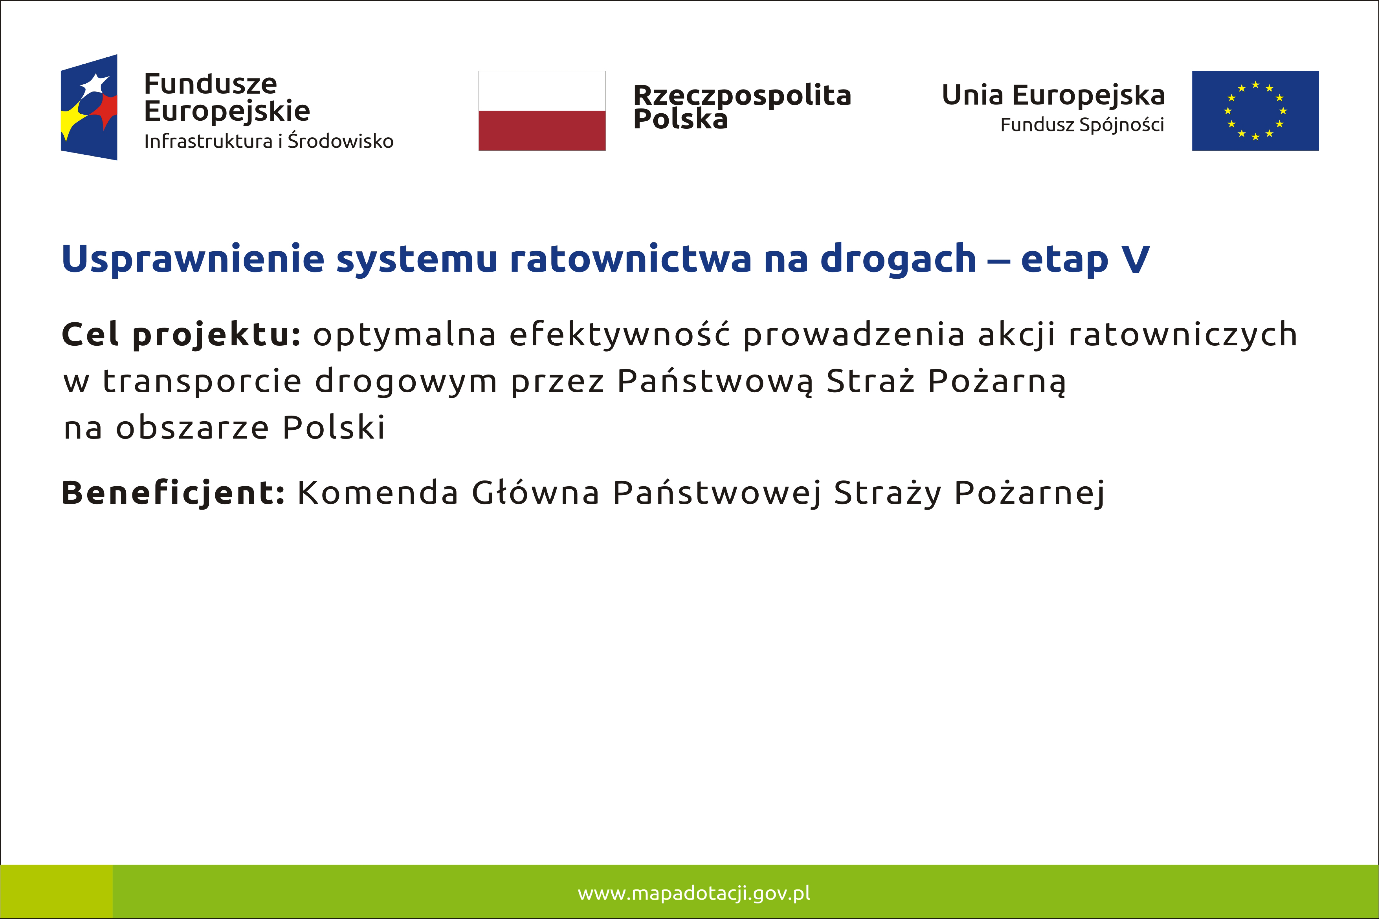 Fundusze
Europejskie
Infrastruktura i Środowisko
Rzeczpospolita
Polska
Unia Europejska
Fundusz Spójności
Usprawnienie systemu ratownictwa na drogach – etap V
Cel projektu: optymalna efektywność prowadzenia akcji ratowniczych
w transporcie drogowym przez Państwową Straż Pożarną
na obszarze Polski
Beneficjent: Komenda Główna Państwowej Straży Pożarnej
www.mapadotacji.gov.pl